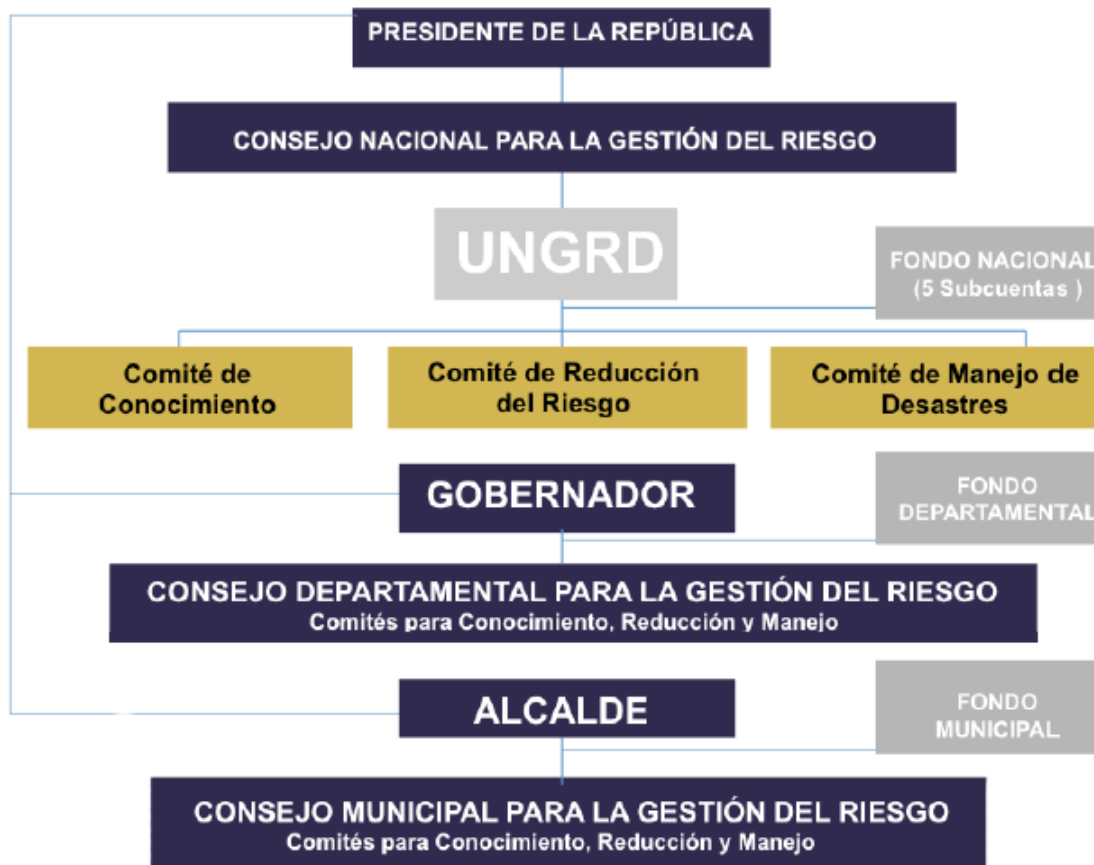 PRESIDENTE DE LA REPÚBLICA
CONSEJO NACIONAL PARA LA GESTIÓN DEL RIESGO
UNGRD
FONDO NACIONAL
(5 Subcuentas )
Comité de
Conocimiento
Comité de Reducción
del Riesgo
Comité de Manejo de
Desastres
GOBERNADOR
FONDO
DEPARTAMENTAL
CONSEJO DEPARTAMENTAL PARA LA GESTIÓN DEL RIESGO
Comités para Conocimiento, Reducción y Manejo
ALCALDE
FONDO
MUNICIPAL
CONSEJO MUNICIPAL PARA LA GESTIÓN DEL RIESGO
Comités para Conocimiento, Reducción y Manejo